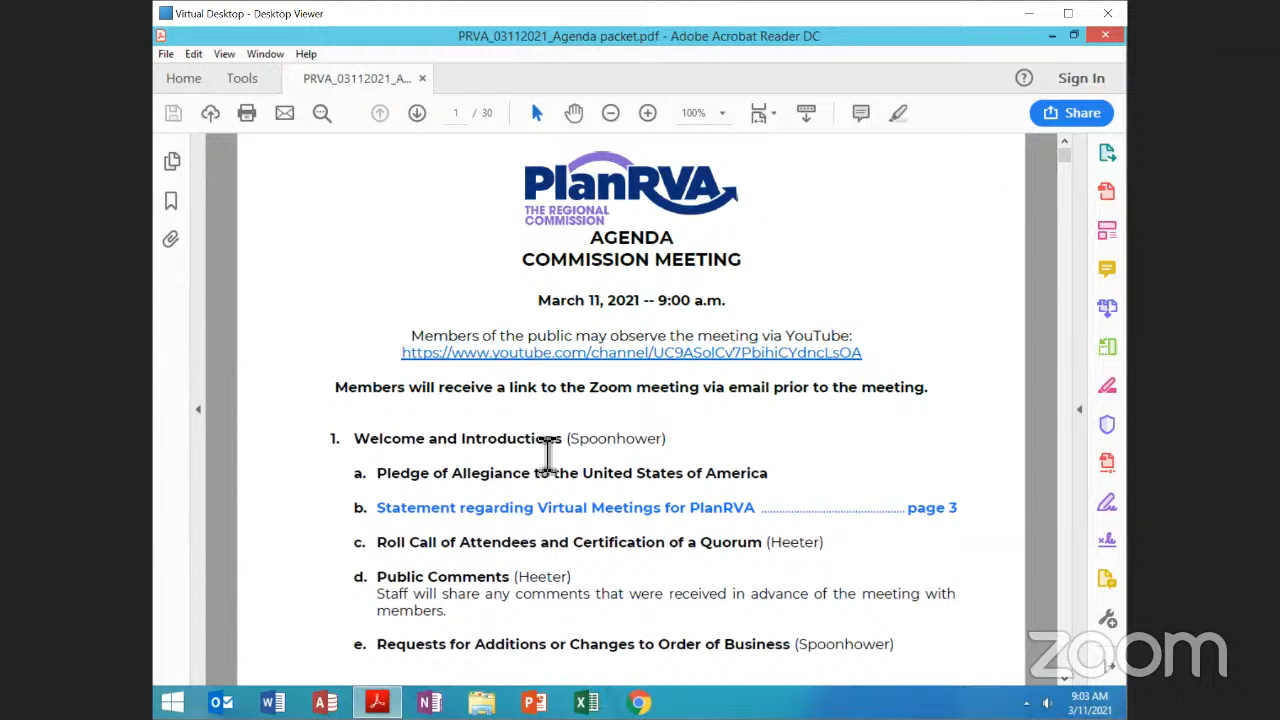 Virtual Desktop - Desktop Viewer
PRVA_03112021_Agenda packet.pdf - Adobe Acrobat Reader DC
File Edit View Window Help
Home Tools PRVA_03112021_A... × Sign In
1 / 30 100% Share
PlanRVA
THE REGIONAL
COMMISSION
AGENDA
COMMISSION MEETING
March 11, 2021 -- 9:00 a.m.
Members of the public may observe the meeting via YouTube:
https://www.youtube.com/channel/UC9ASolCv7PbihiCYdncLsOA
Members will receive a link to the Zoom meeting via email prior to the meeting.
1. Welcome and Introductions (Spoonhower)
a. Pledge of Allegiance to the United States of America
b. Statement regarding Virtual Meetings for PlanRVA ................................................ page 3
c. Roll Call of Attendees and Certification of a Quorum (Heeter)
d. Public Comments (Heeter)
Staff will share any comments that were received in advance of the meeting with
members.
e. Requests for Additions or Changes to Order of Business (Spoonhower)
zoom
9:03 AM
3/11/2021